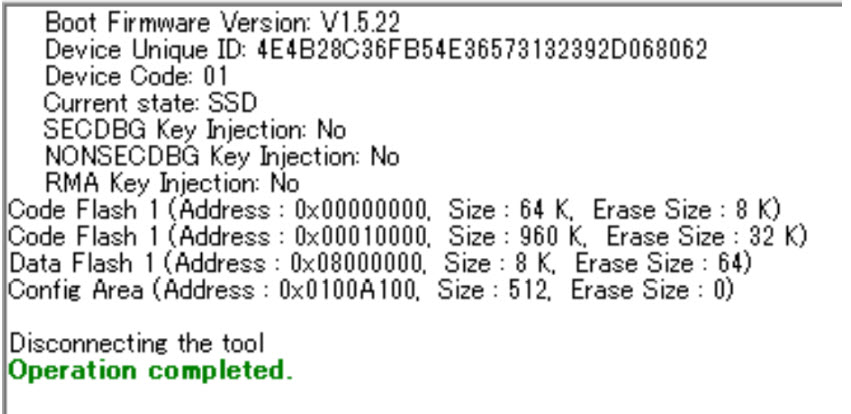 Boot Firmware Version: V1.5.22
Device Unique ID: 4E4B28C36FB54E36573132392D068062
Device Code: 01
Current state: SSD
SECDBG Key Injection: No
NONSECDBG Key Injection: No
RMA Key Injection: No
Code Flash 1 (Address : 0x00000000, Size : 64 K, Erase Size : 8 K)
Code Flash 1 (Address : 0x00010000, Size : 960 K, Erase Size : 32 K)
Data Flash 1 (Address : 0x08000000, Size : 8 K, Erase Size : 64)
Config Area (Address : 0x0100A100, Size : 512, Erase Size : 0)
Disconnecting the tool
Operation completed.